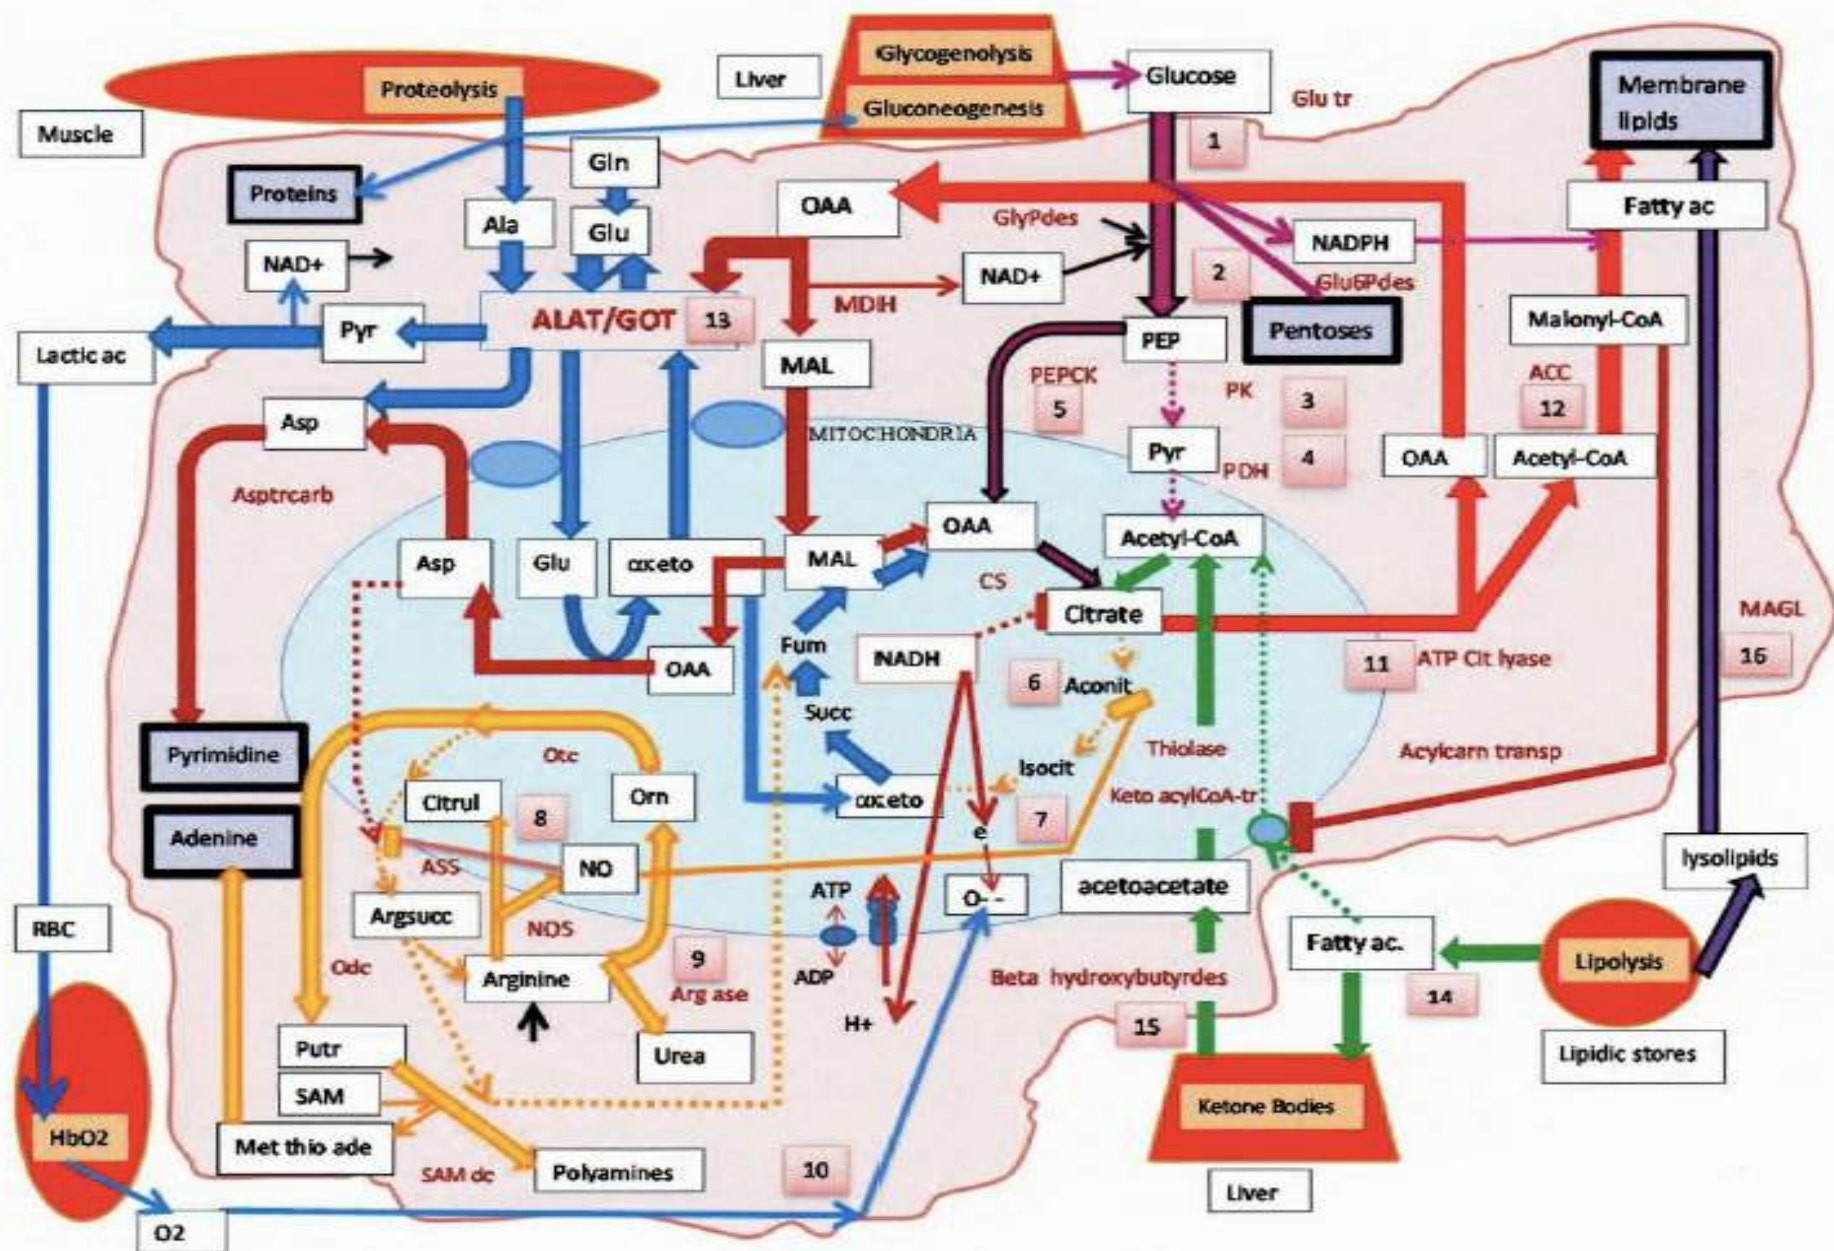 Glycogenolysis
Glucose
Glu tr
Membrane
lipids
Proteolysis
Liver
Gluconeogenesis
Muscle
1
Gln
Proteins
OAA
Fatty ac
Ala
Glu
GlyPdes
NADPH
NAD+
NAD+
2
Glu6Pdes
MDIH
ALAT/GOT
13
Malonyl-CoA
Pyr
Pentoses
PEP
Lactic ac
MAL
PEPCK
PK
3
ACC
5
12
Asp
MITOCHONDRIA
Pyr
PDH
4
OAA
Acetyl-CoA
Asptrcarb
OAA
Acetyl-CoA
Asp
Glu
αceto
MAL
CS
Citrate
MAGL
Fum
NADH
OAA
6
Aconit
11
ATP Cit lyase
16
Succ
Pyrimidine
Otc
Thiolase
Acylcarn transp
Isocit
Citrul
Orn
αceto
Keto acylCoA-tr
8
7
e
Adenine
ASS
NO
lysolipids
ATP
O--
acetoacetate
Argsucc
RBC
NOS
Fatty ac.
Odc
9
Arginine
Arg ase
ADP
Beta hydroxybutyrdes
Lipolysis
14
H+
15
Putr
Urea
Lipidic stores
SAM
Ketone Bodies
HbO2
Met thio ade
SAM dc
Polyamines
10
Liver
O2